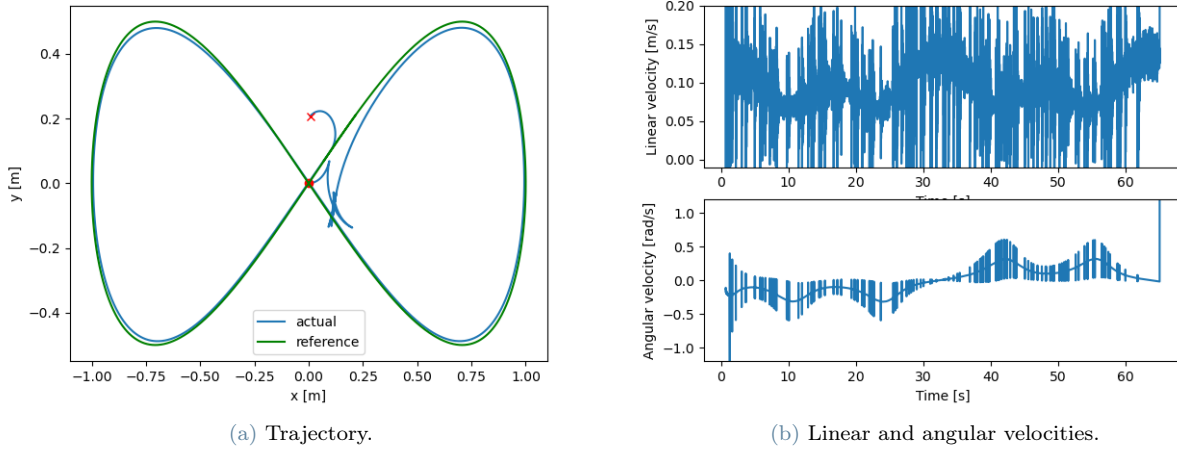 0.4
0.2
0.0
−0.2
−0.4
y [m]
actual
reference
−1.00 −0.75 −0.50 −0.25 0.00 0.25 0.50 0.75 1.00
x [m]
(a) Trajectory.
0.20
0.15
0.10
0.05
0.00
Linear velocity [m/s]
0 10 20 30 40 50 60
Time [s]
1.0
0.5
0.0
−0.5
−1.0
Angular velocity [rad/s]
0 10 20 30 40 50 60
Time [s]
(b) Linear and angular velocities.